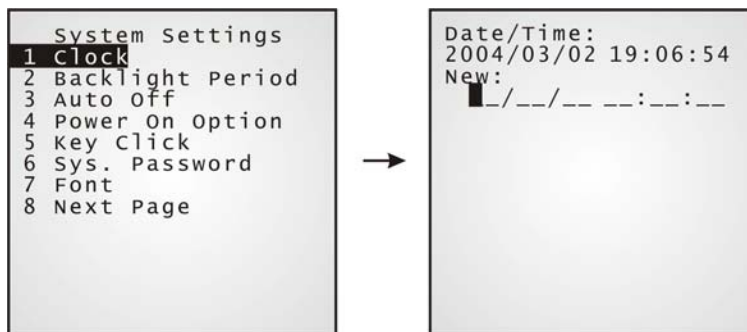 System Settings
1 Clock
2 Backlight Period
3 Auto Off
4 Power On Option
5 Key Click
6 Sys. Password
7 Font
8 Next Page
Date/Time:
2004/03/02 19:06:54
New:
_/__/__ __:__:__